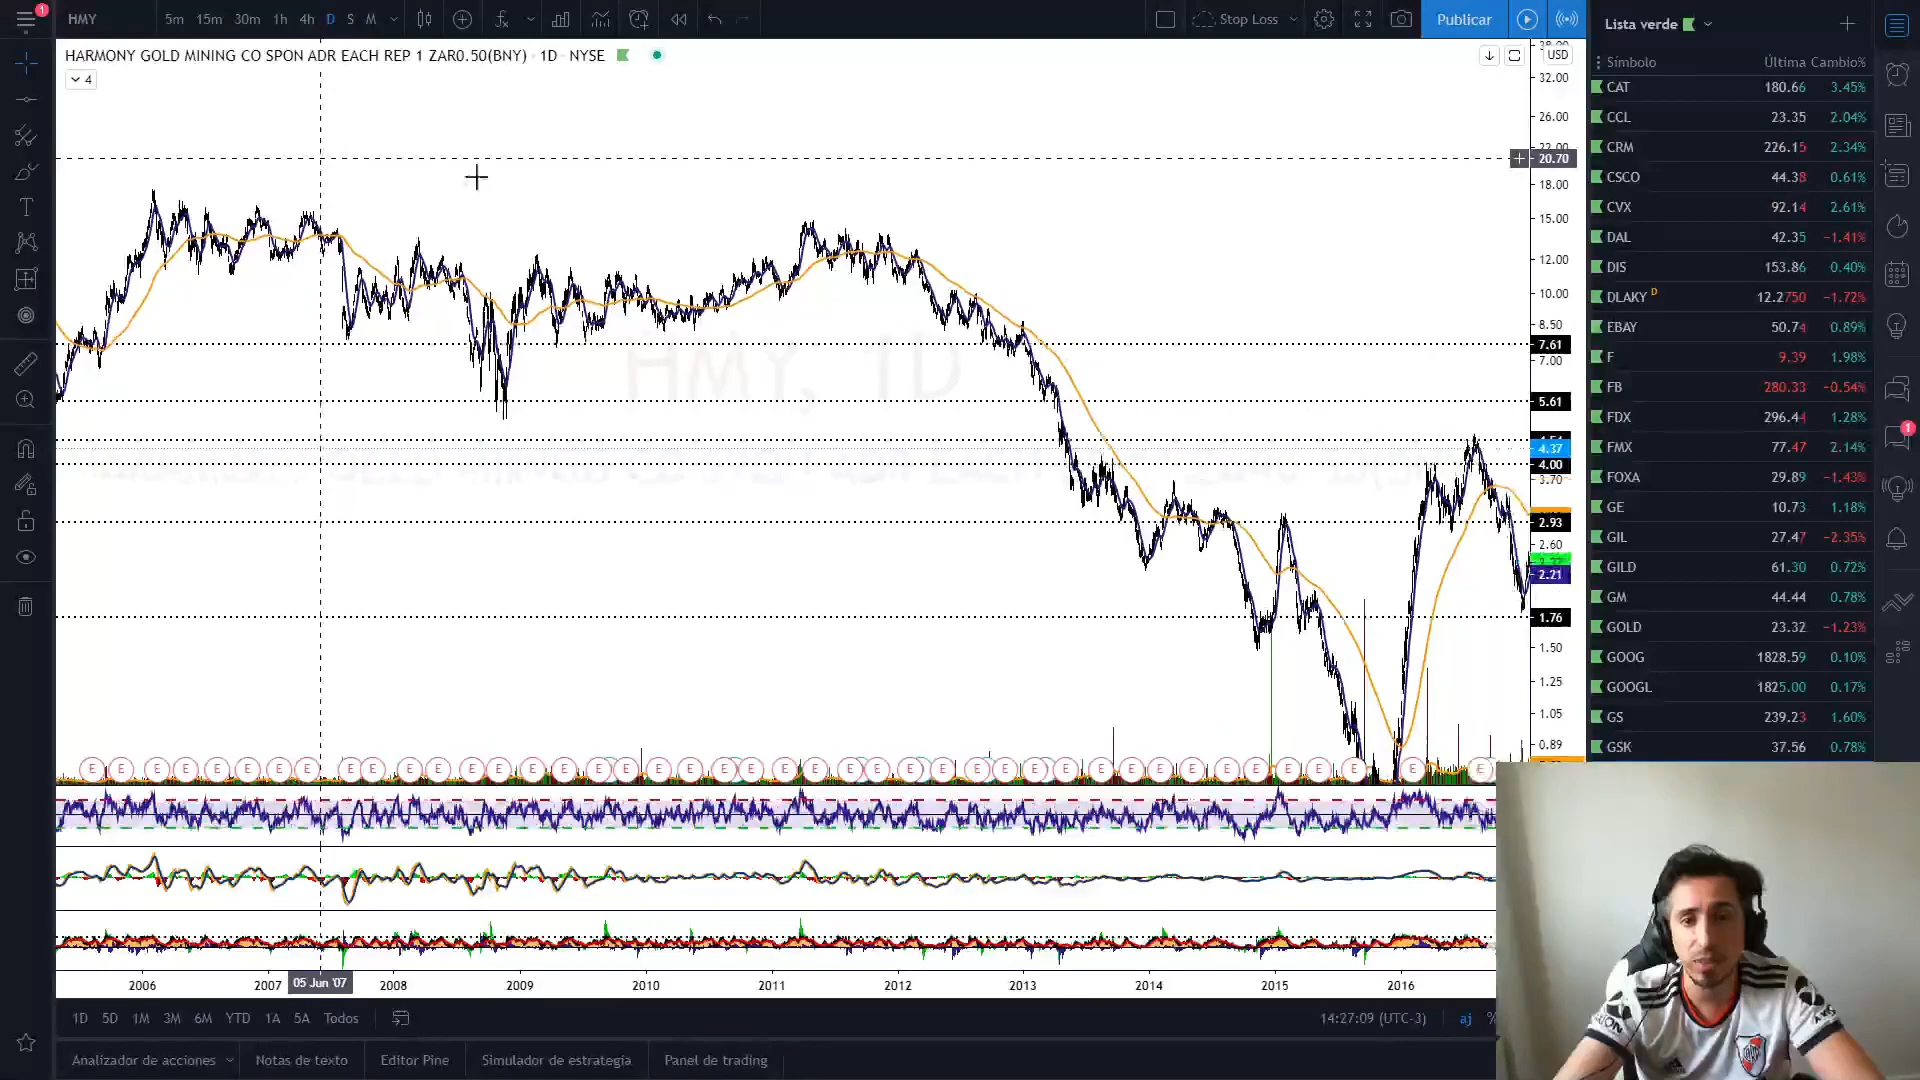 1
HMY
5m 15m 30m 1h 4h D S M
Stop Loss
Publicar
HARMONY GOLD MINING CO SPON ADR EACH REP 1 ZAR0.50(BNY) · 1D · NYSE
4
USD
32.00
26.00
22.00
20.70
18.00
15.00
12.00
10.00
8.50
7.61
7.00
5.61
4.37
4.00
3.70
2.93
2.60
2.21
1.76
1.50
1.25
1.05
0.89
HMY, 1D
E E E E E E E E E E E E E E E E E E E E E E E E E E E E E E E E E E E E E E E E E E E E E
2006 2007 05 Jun '07 2008 2009 2010 2011 2012 2013 2014 2015 2016
1D 5D 1M 3M 6M YTD 1A 5A Todos
14:27:09 (UTC-3) aj %
Analizador de acciones Notas de texto Editor Pine Simulador de estrategia Panel de trading
Lista verde
Símbolo Última Cambio%
CAT 180.66 3.45%
CCL 23.35 2.04%
CRM 226.15 2.34%
CSCO 44.38 0.61%
CVX 92.14 2.61%
DAL 42.35 −1.41%
DIS 153.86 0.40%
DLAKY D 12.2750 −1.72%
EBAY 50.74 0.89%
F 9.39 1.98%
FB 280.33 −0.54%
FDX 296.44 1.28%
FMX 77.47 2.14%
FOXA 29.89 −1.43%
GE 10.73 1.18%
GIL 27.47 −2.35%
GILD 61.30 0.72%
GM 44.44 0.78%
GOLD 23.32 −1.23%
GOOG 1828.59 0.10%
GOOGL 1825.00 0.17%
GS 239.23 1.60%
GSK 37.56 0.78%
1